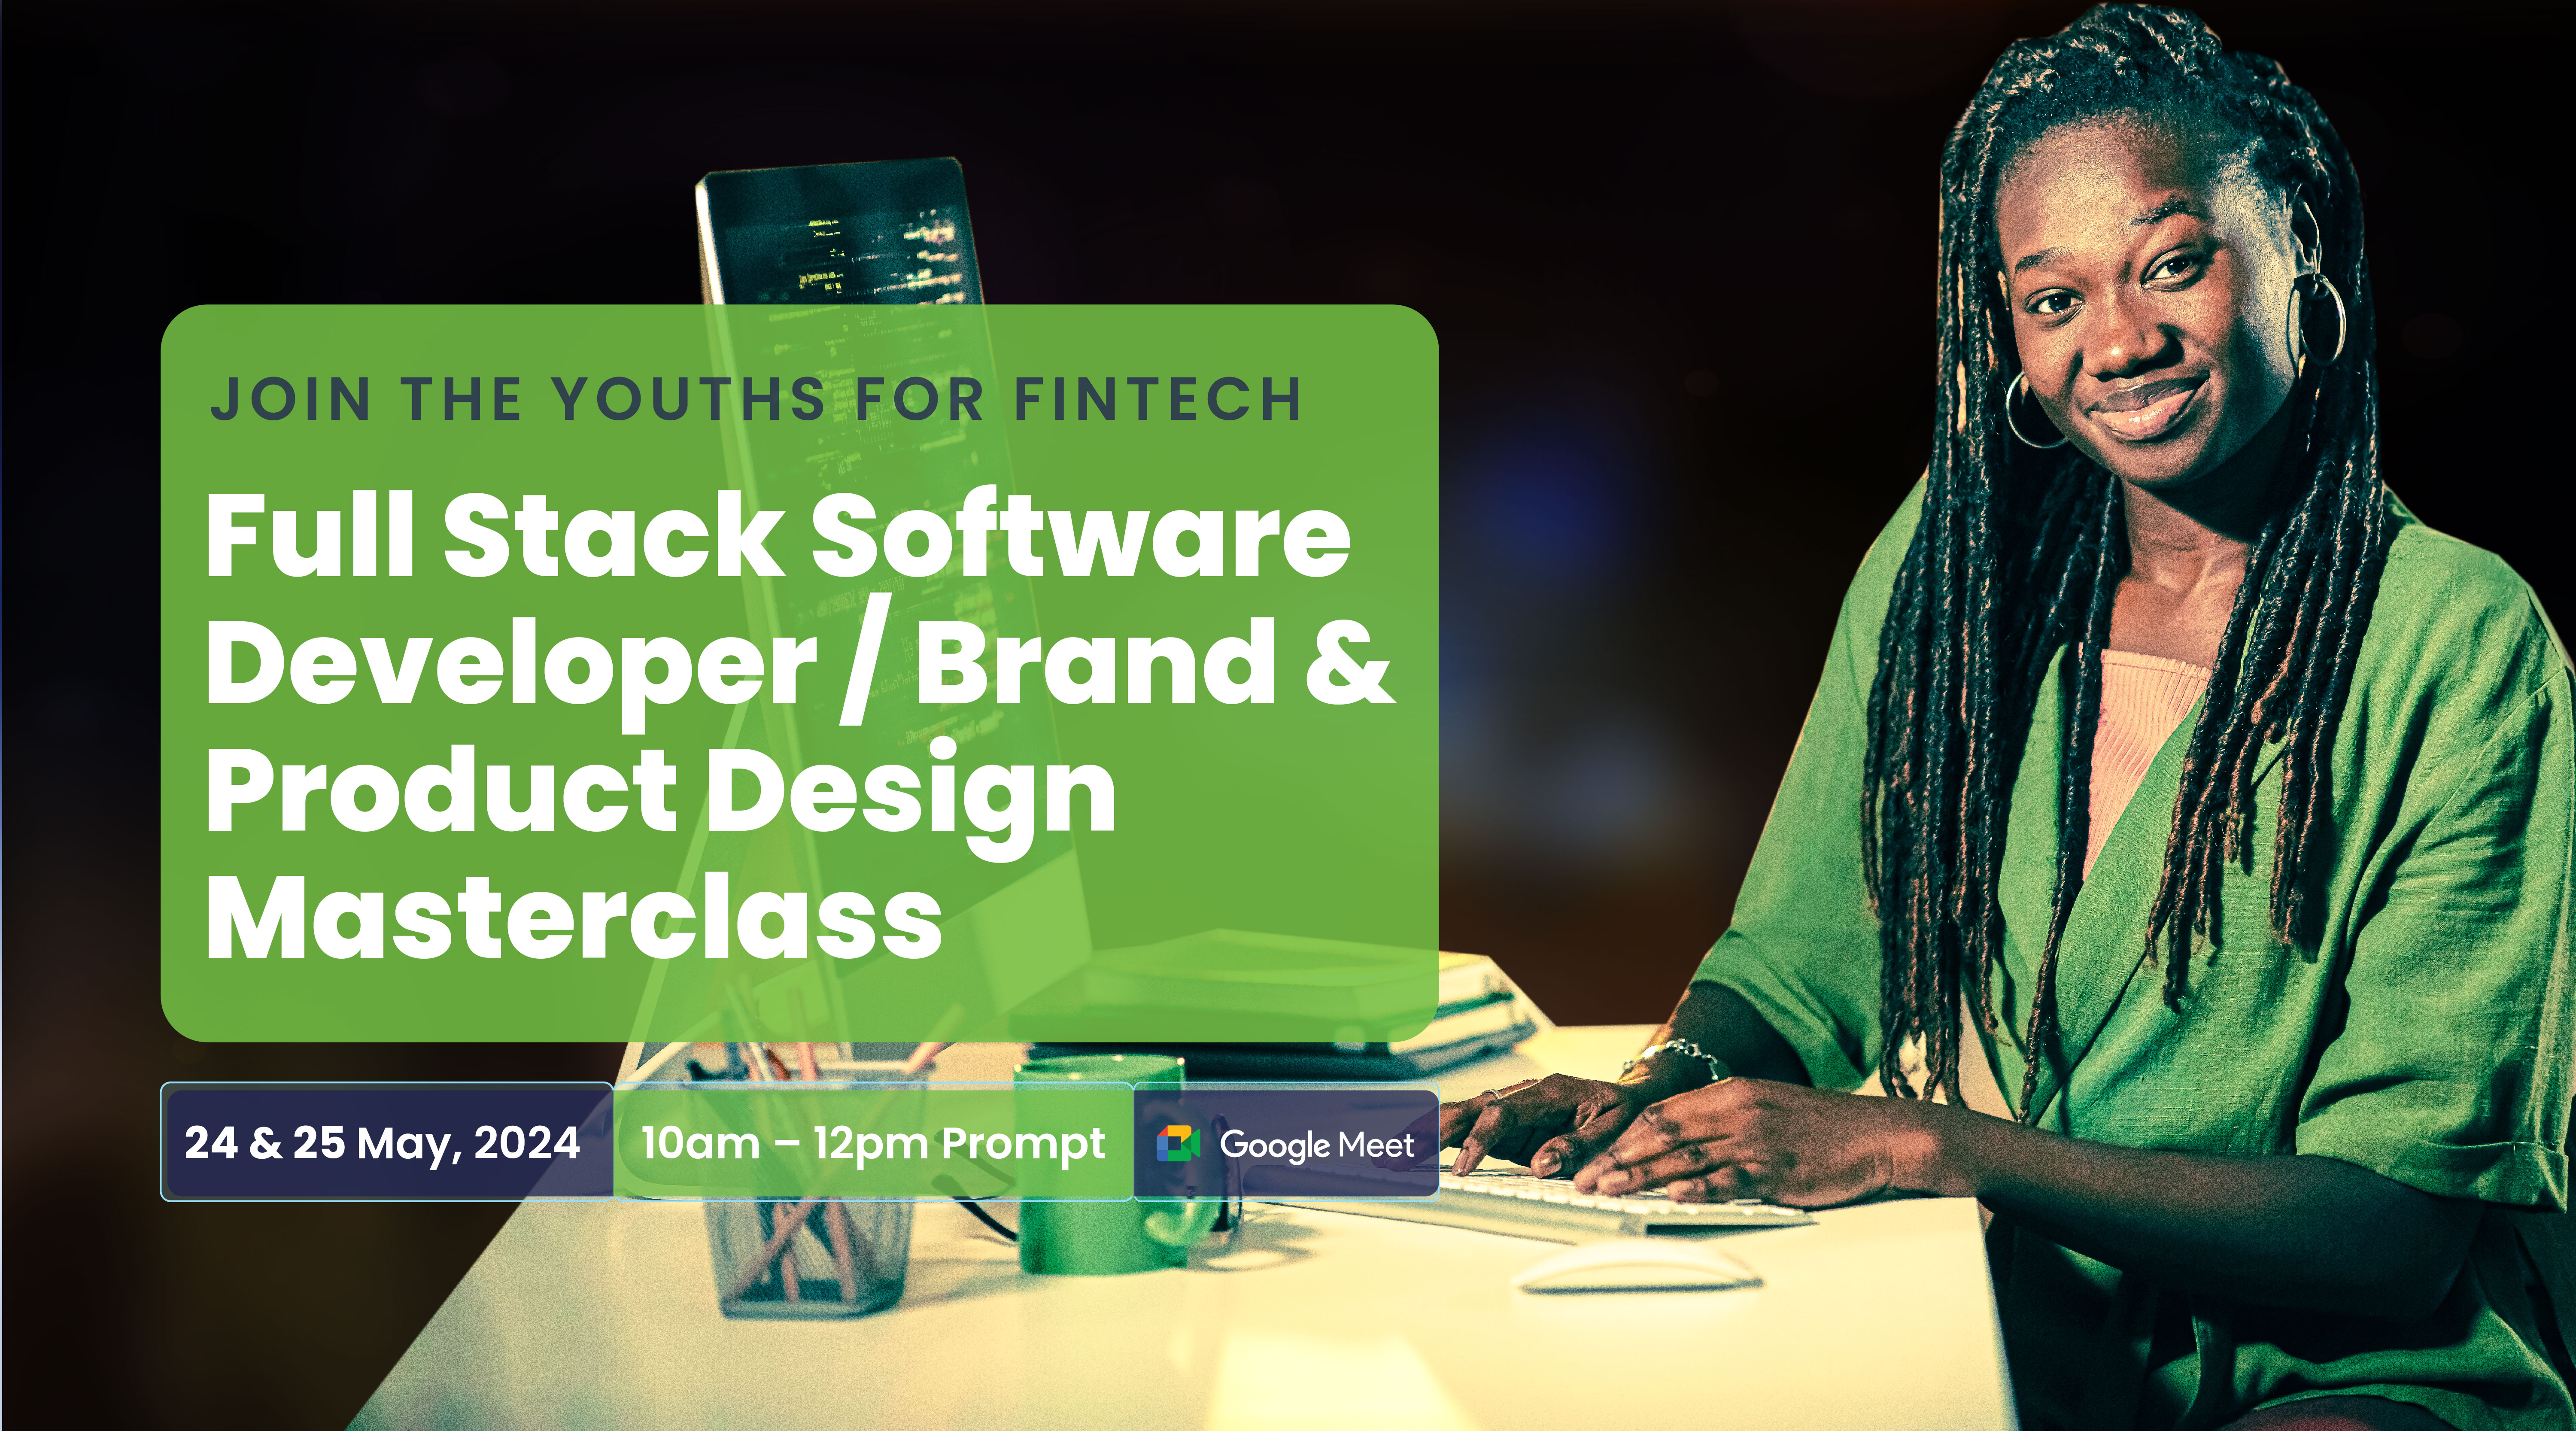 JOIN THE YOUTHS FOR FINTECH
Full Stack Software
Developer / Brand &
Product Design
Masterclass
24 & 25 May, 2024
10am – 12pm Prompt
Google Meet